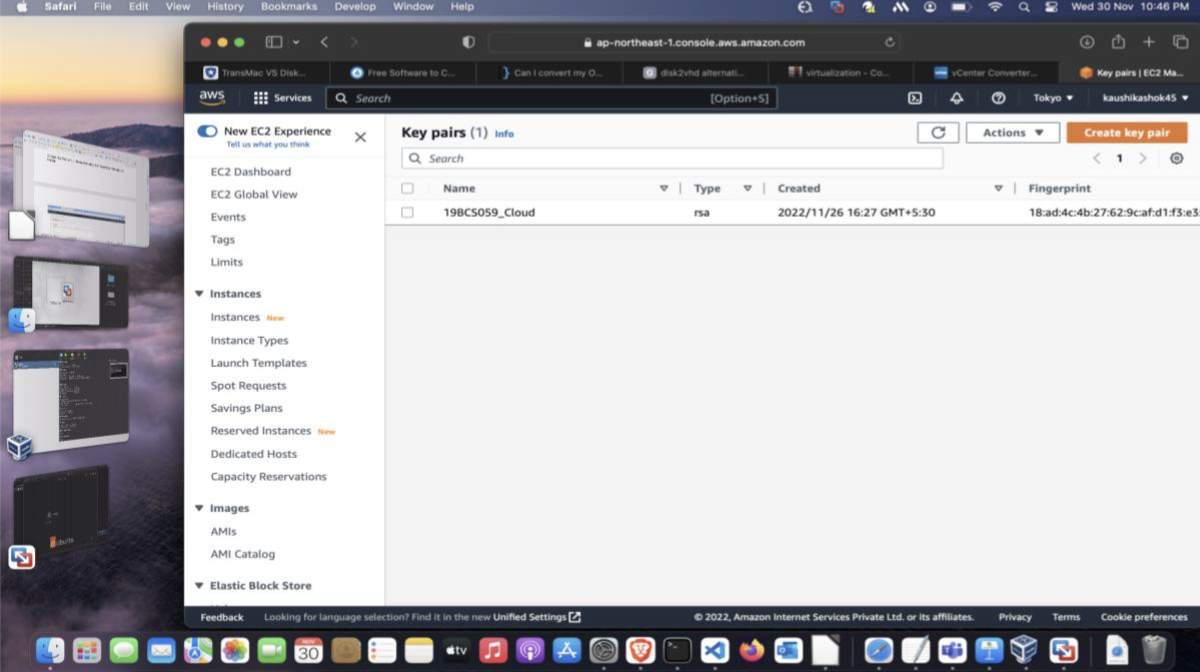 Safari File Edit View History Bookmarks Develop Window Help Wed 30 Nov 10:46 PM
ap-northeast-1.console.aws.amazon.com
TransMac VS Disk... Free Software to C... Can I convert my O... disk2vhd alternati... virtualization - Co... vCenter Converter... Key pairs | EC2 Ma...
aws Services Search [Option+S] Tokyo ▼ kaushikashok45 ▼
New EC2 Experience
Tell us what you think
EC2 Dashboard
EC2 Global View
Events
Tags
Limits
Instances
Instances New
Instance Types
Launch Templates
Spot Requests
Savings Plans
Reserved Instances New
Dedicated Hosts
Capacity Reservations
Images
AMIs
AMI Catalog
Elastic Block Store
Key pairs (1) Info
Actions ▼ Create key pair
Search
1
Name Type Created Fingerprint
19BCS059_Cloud rsa 2022/11/26 16:27 GMT+5:30 18:ad:4c:4b:27:62:9c:af:d1:f3:e3:
Feedback Looking for language selection? Find it in the new Unified Settings © 2022, Amazon Internet Services Private Ltd. or its affiliates. Privacy Terms Cookie preferences
NOV
30
tv